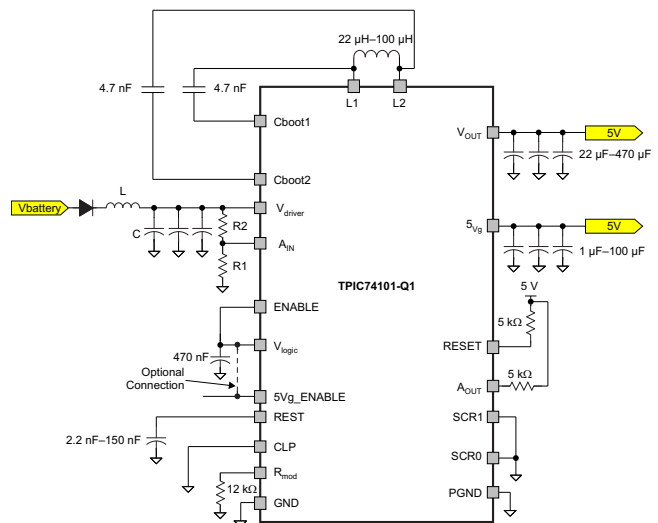 22 µH–100 µH
4.7 nF
4.7 nF
L1
L2
Cboot1
VOUT
5V
22 µF–470 µF
Cboot2
L
Vbattery
Vdriver
R2
C
AIN
R1
5Vg
5V
1 µF–100 µF
TPIC74101-Q1
5 V
5 kΩ
ENABLE
RESET
470 nF
Vlogic
Optional
Connection
5 kΩ
AOUT
5Vg_ENABLE
REST
SCR1
2.2 nF–150 nF
CLP
SCR0
Rmod
12 kΩ
GND
PGND